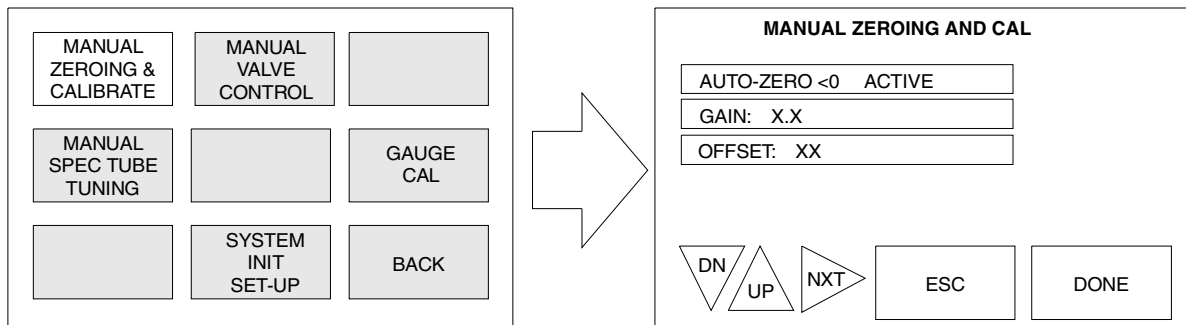 MANUAL
ZEROING &
CALIBRATE
MANUAL
VALVE
CONTROL
MANUAL
SPEC TUBE
TUNING
GAUGE
CAL
SYSTEM
INIT
SET-UP
BACK
MANUAL ZEROING AND CAL
AUTO-ZERO <0 ACTIVE
GAIN: X.X
OFFSET: XX
DN
UP
NXT
ESC
DONE